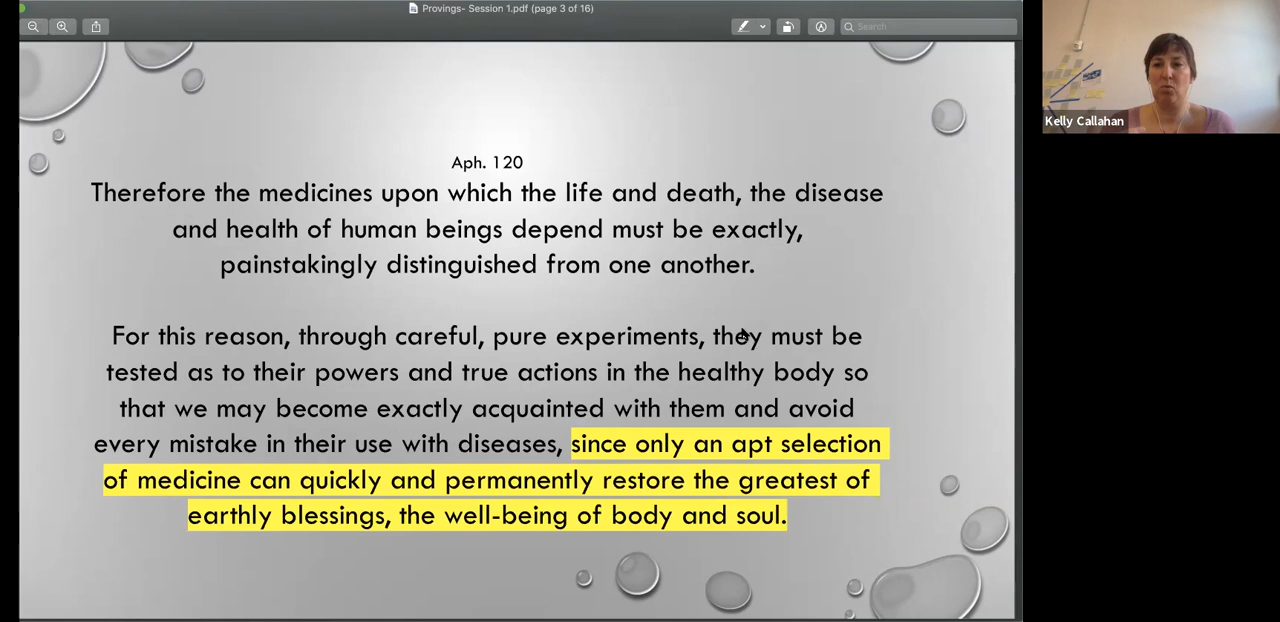 Provings- Session 1.pdf (page 3 of 16)
Search
Kelly Callahan
Aph. 120
Therefore the medicines upon which the life and death, the disease
and health of human beings depend must be exactly,
painstakingly distinguished from one another.
For this reason, through careful, pure experiments, they must be
tested as to their powers and true actions in the healthy body so
that we may become exactly acquainted with them and avoid
every mistake in their use with diseases, since only an apt selection
of medicine can quickly and permanently restore the greatest of
earthly blessings, the well-being of body and soul.